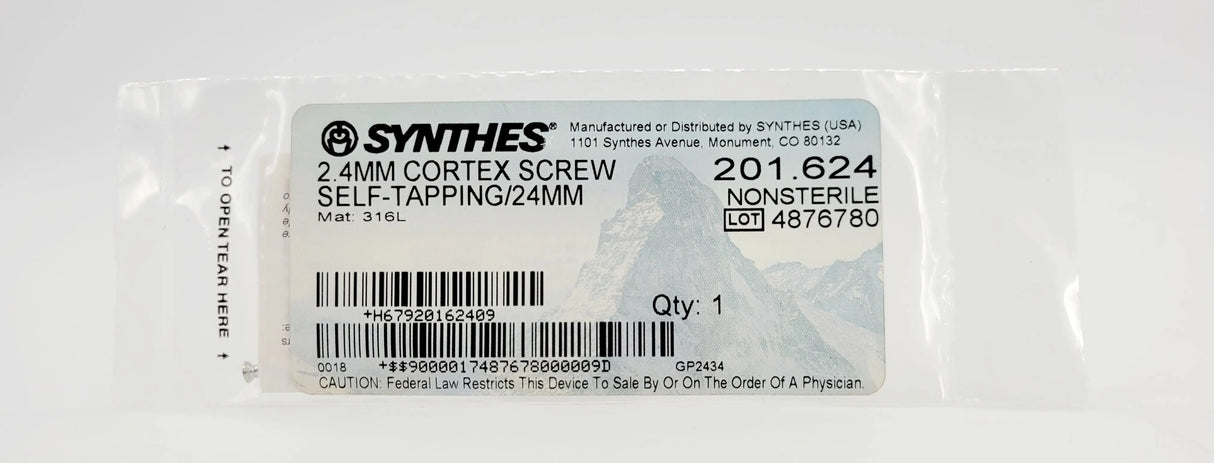 SYNTHES®
Manufactured or Distributed by SYNTHES (USA)
1101 Synthes Avenue, Monument, CO 80132
2.4MM CORTEX SCREW
SELF-TAPPING/24MM
Mat: 316L
201.624
NONSTERILE
LOT 4876780
TO OPEN TEAR HERE
Qty: 1
+H67920162409
0018 +$$90000174876780000009D GP2434
CAUTION: Federal Law Restricts This Device To Sale By Or On The Order Of A Physician.